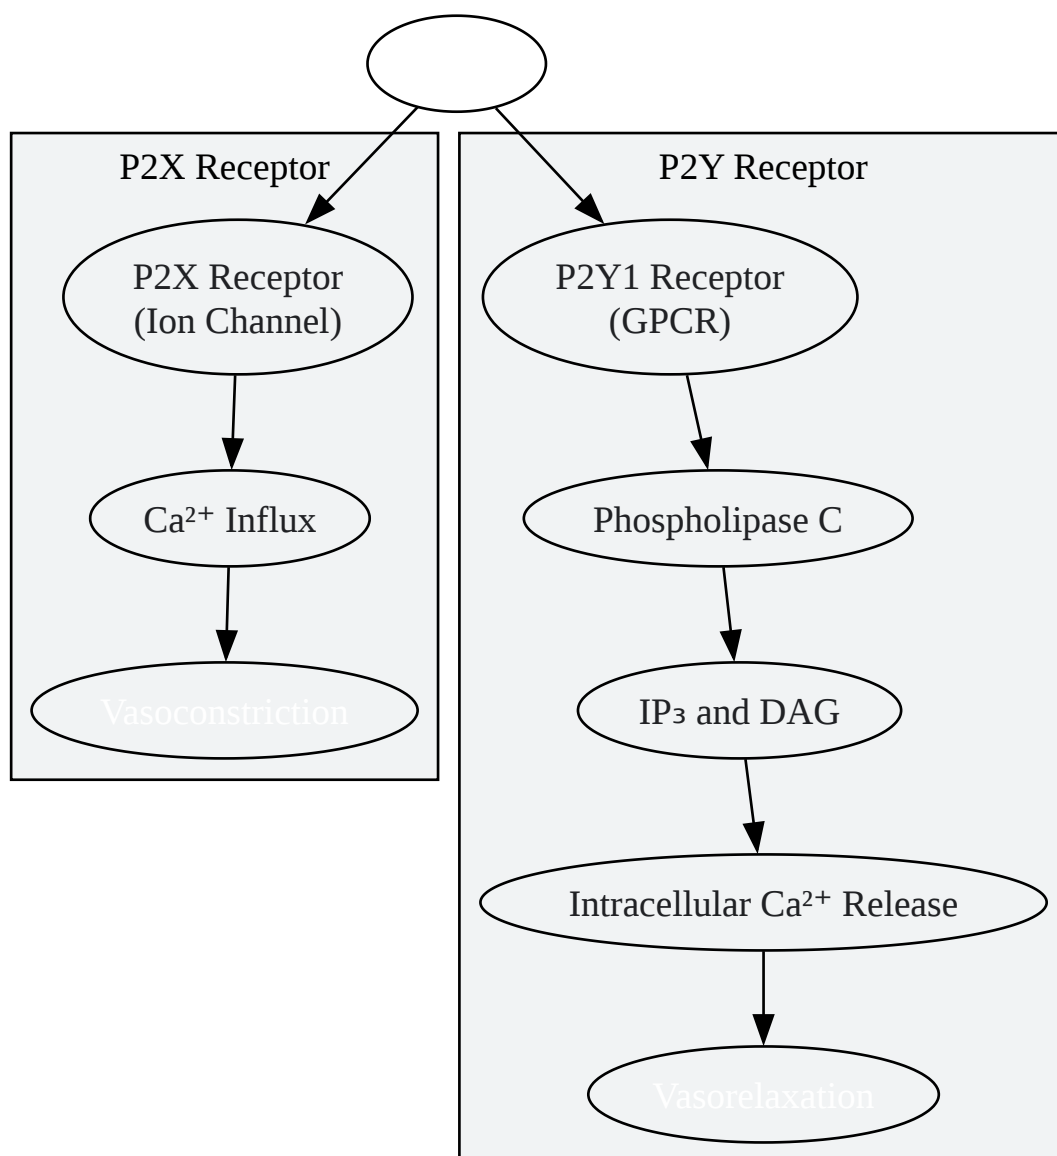 P2X Receptor
P2Y Receptor
P2X Receptor
(Ion Channel)
P2Y1 Receptor
(GPCR)
Ca²⁺ Influx
Phospholipase C
Vasoconstriction
IP₃ and DAG
Intracellular Ca²⁺ Release
Vasorelaxation